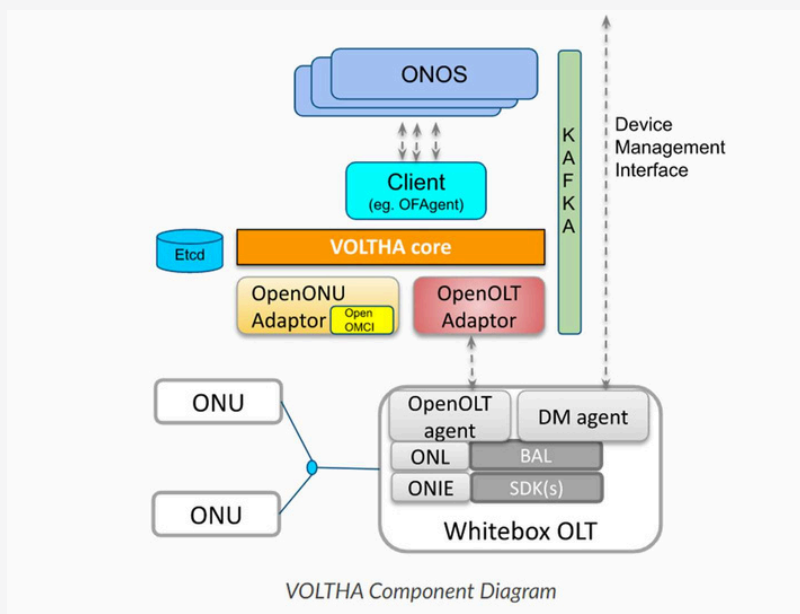 ONOS
Device
Management
Interface
K
A
F
K
A
Client
(eg. OFAgent)
Etcd
VOLTHA core
OpenONU
Adaptor
Open
OMCI
OpenOLT
Adaptor
ONU
OpenOLT
agent
DM agent
ONL
BAL
ONIE
SDK(s)
ONU
Whitebox OLT
VOLTHA Component Diagram